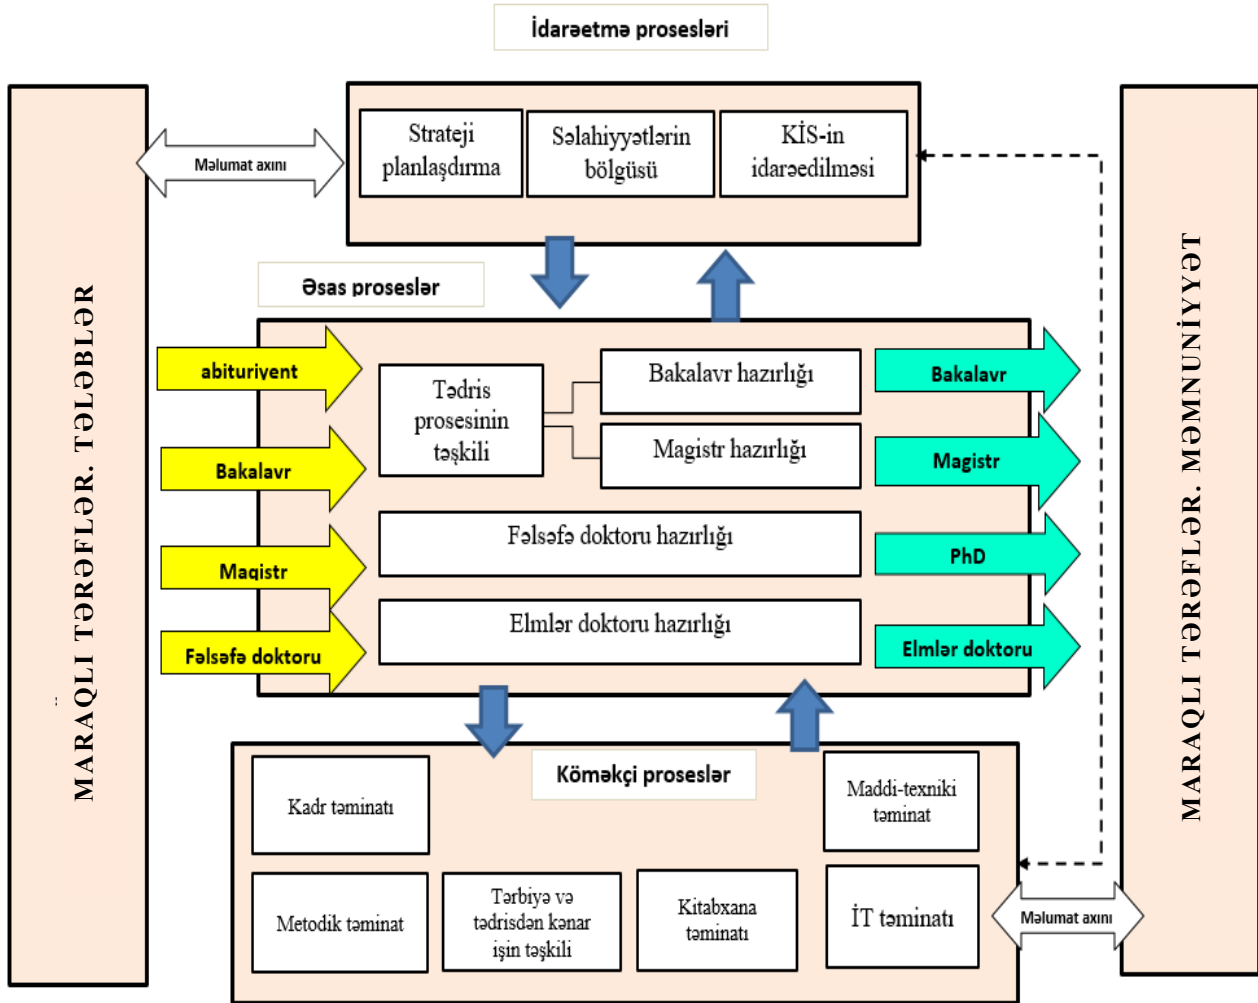 İdarəetmə prosesləri
MARAQLI TƏRƏFLƏR. TƏLƏBLƏR
Məlumat axını
Strateji
planlaşdırma
Səlahiyyətlərin
bölgüsü
KİS-in
idarəedilməsi
Əsas proseslər
abituriyent
Bakalavr
Magistr
Fəlsəfə doktoru
Tədris
prosesinin
təşkili
Bakalavr hazırlığı
Magistr hazırlığı
Fəlsəfə doktoru hazırlığı
Elmlər doktoru hazırlığı
Bakalavr
Magistr
PhD
Elmlər doktoru
Köməkçi proseslər
Kadr təminatı
Maddi-texniki
təminat
Metodik təminat
Tərbiyə və
tədrisdən kənar
işin təşkili
Kitabxana
təminatı
İT təminatı
Məlumat axını
MARAQLI TƏRƏFLƏR. MƏMNUNİYYƏT